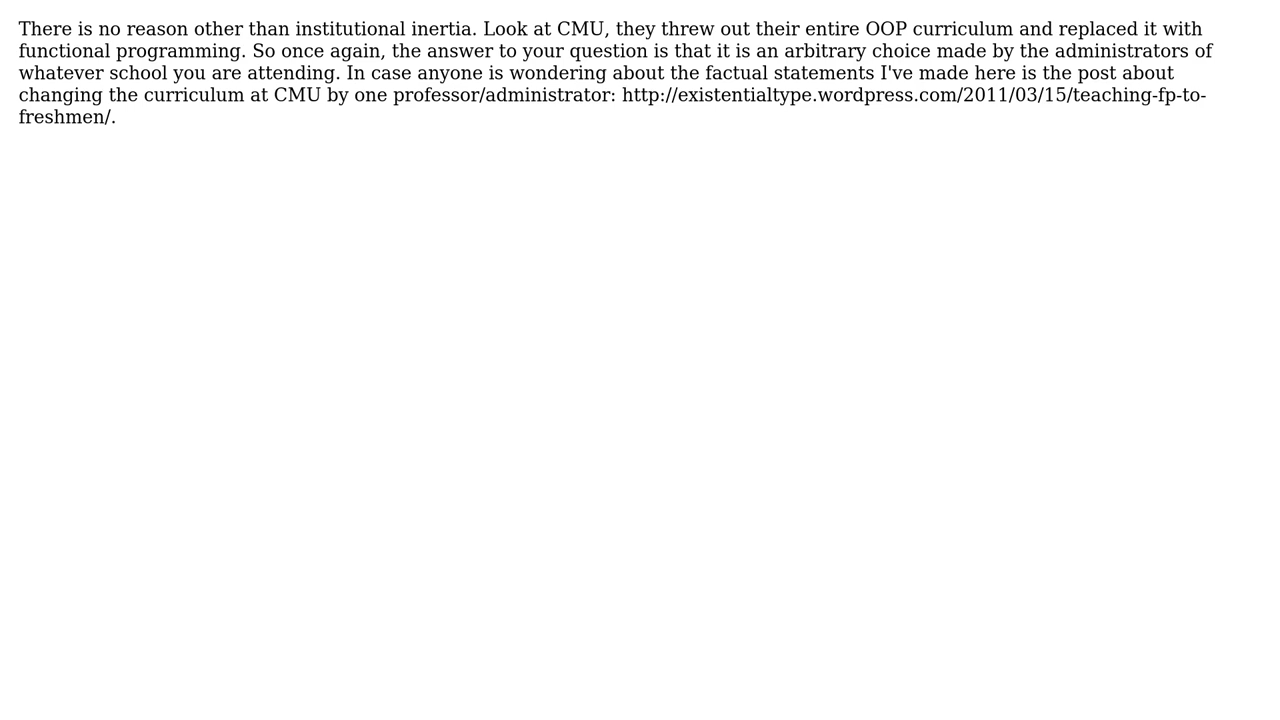 There is no reason other than institutional inertia. Look at CMU, they threw out their entire OOP curriculum and replaced it with
functional programming. So once again, the answer to your question is that it is an arbitrary choice made by the administrators of
whatever school you are attending. In case anyone is wondering about the factual statements I've made here is the post about
changing the curriculum at CMU by one professor/administrator: http://existentialtype.wordpress.com/2011/03/15/teaching-fp-to-
freshmen/.